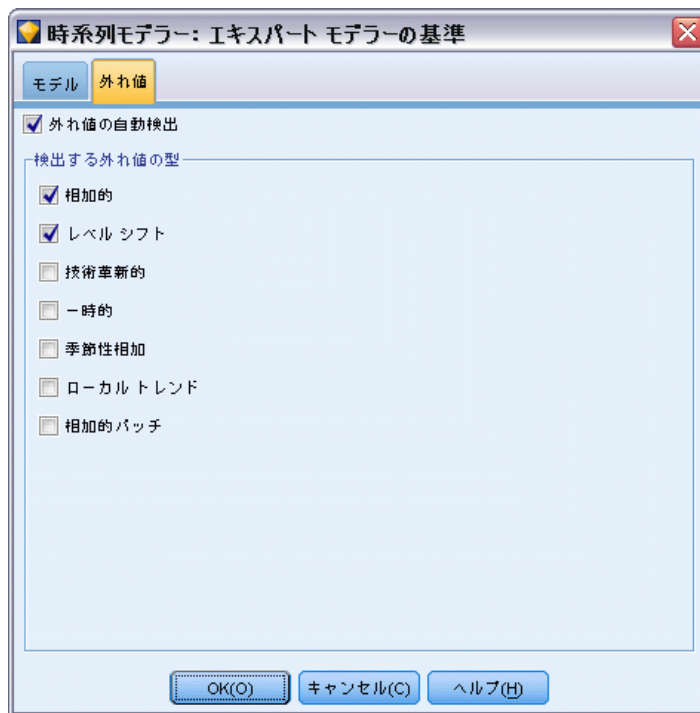 時系列モデラー: エキスパート モデラーの基準
モデル 外れ値
外れ値の自動検出
検出する外れ値の型
相加的
レベル シフト
技術革新的
一時的
季節性相加
ローカル トレンド
相加的パッチ
OK(O) キャンセル(C) ヘルプ(H)